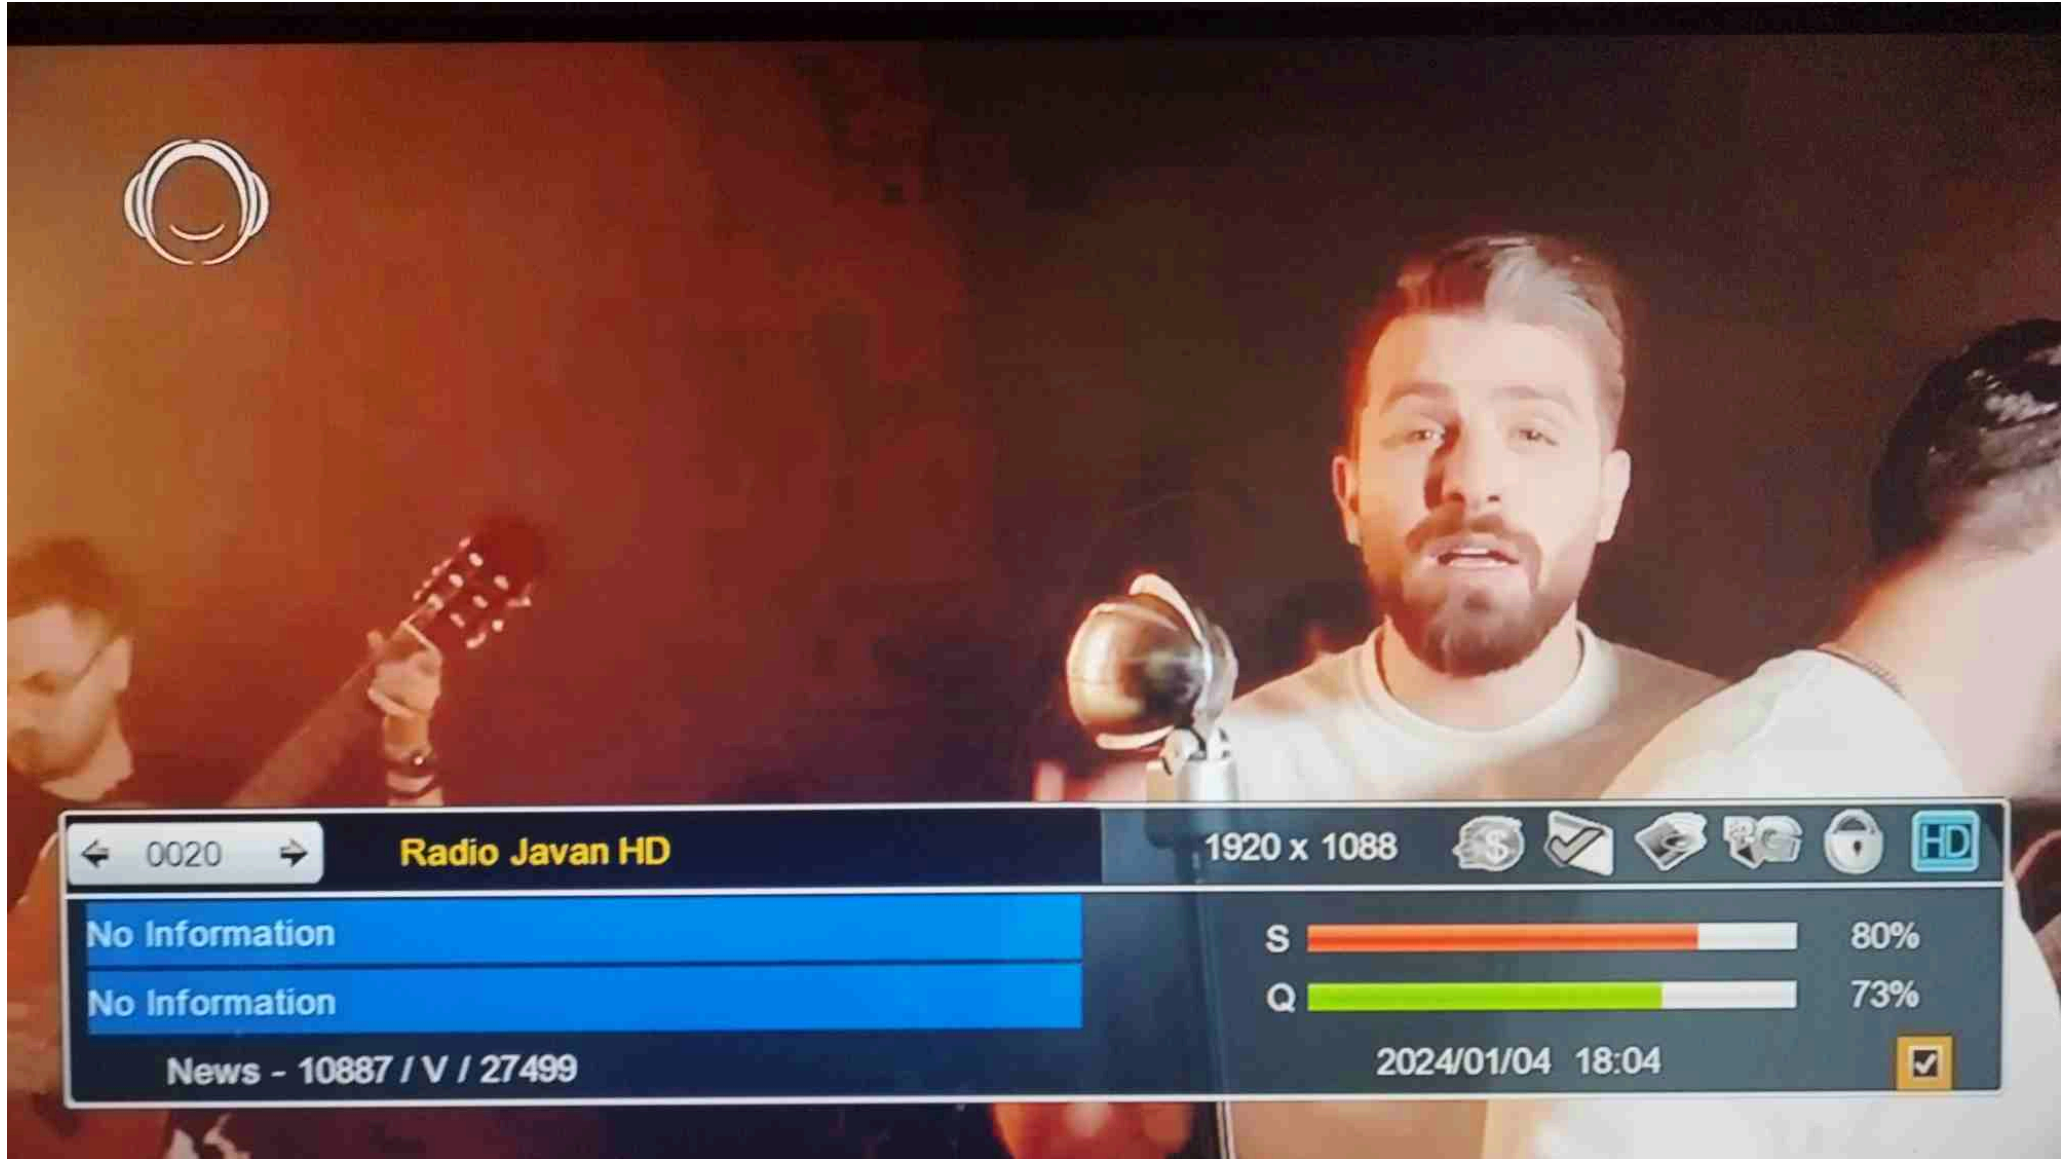 0020
Radio Javan HD
1920 x 1088
HD
No Information
No Information
S 80%
Q 73%
News - 10887 / V / 27499
2024/01/04 18:04